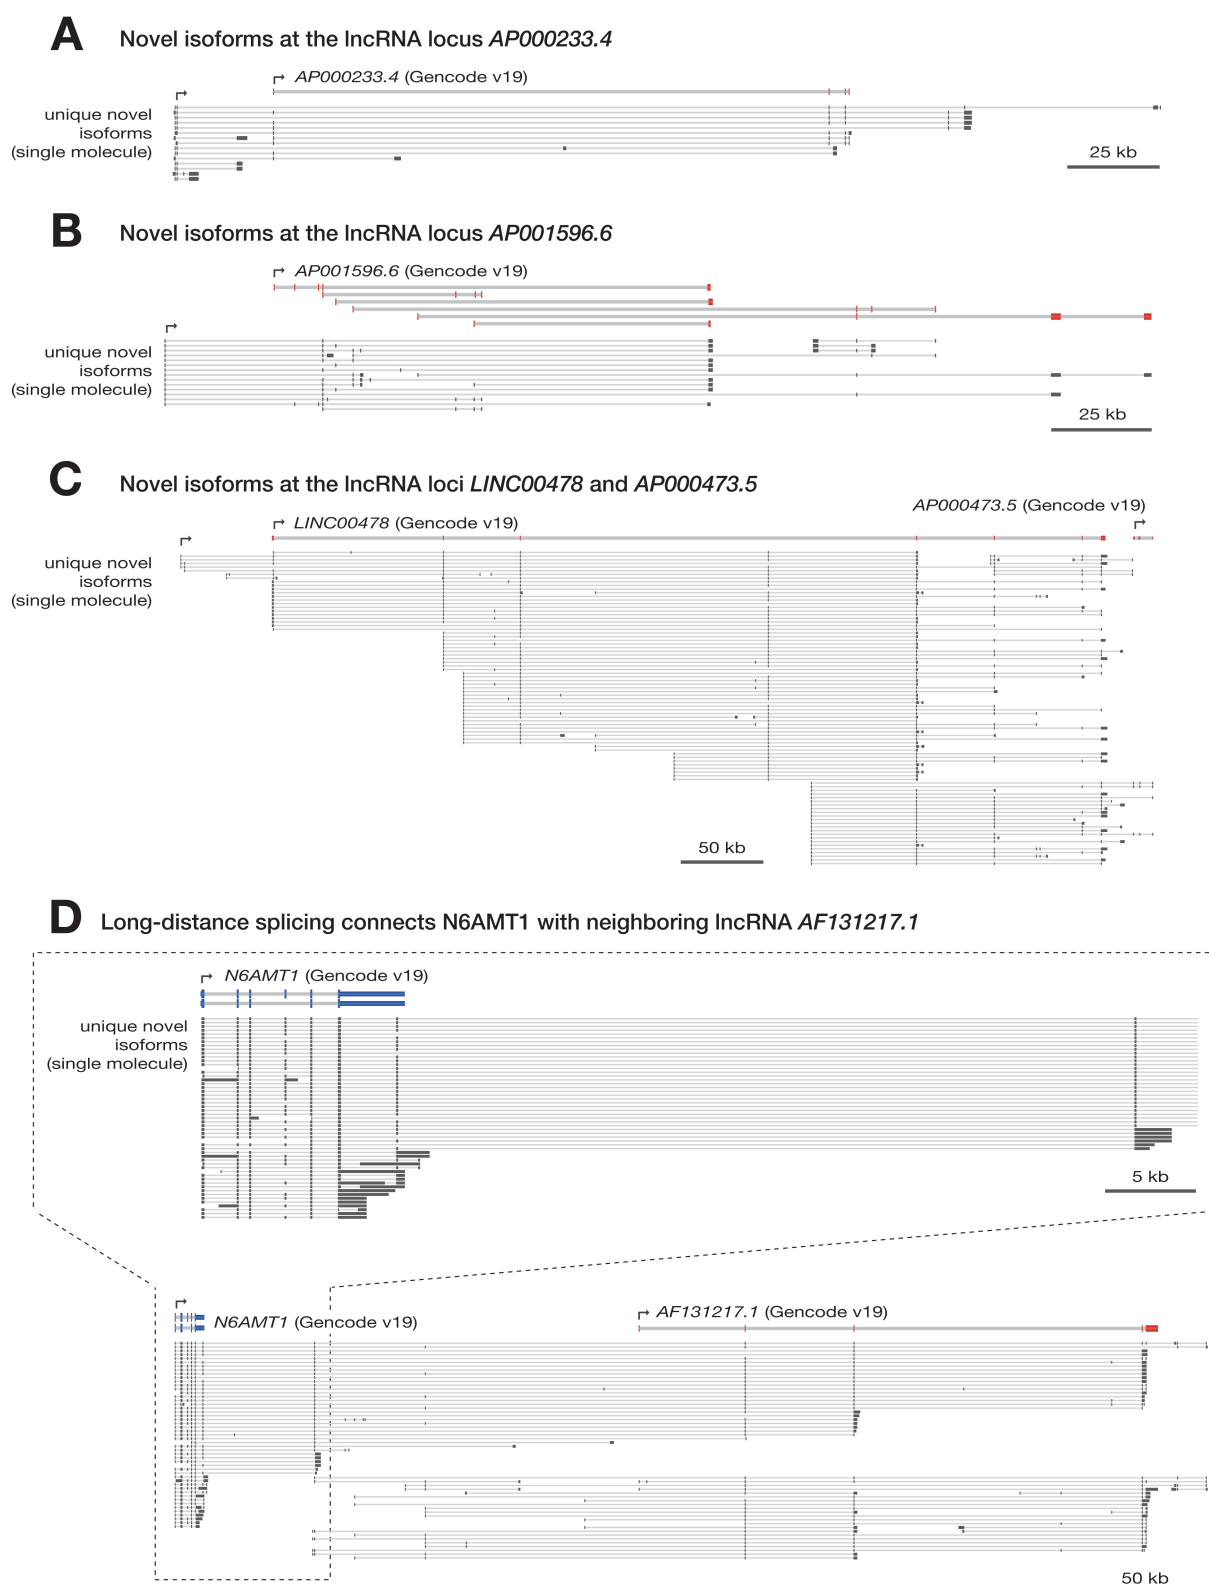 A Novel isoforms at the lncRNA locus AP000233.4
AP000233.4 (Gencode v19)
unique novel
isoforms
(single molecule)
25 kb
B Novel isoforms at the lncRNA locus AP001596.6
AP001596.6 (Gencode v19)
unique novel
isoforms
(single molecule)
25 kb
C Novel isoforms at the lncRNA loci LINC00478 and AP000473.5
AP000473.5 (Gencode v19)
LINC00478 (Gencode v19)
unique novel
isoforms
(single molecule)
50 kb
D Long-distance splicing connects N6AMT1 with neighboring lncRNA AF131217.1
N6AMT1 (Gencode v19)
unique novel
isoforms
(single molecule)
5 kb
AF131217.1 (Gencode v19)
N6AMT1 (Gencode v19)
50 kb